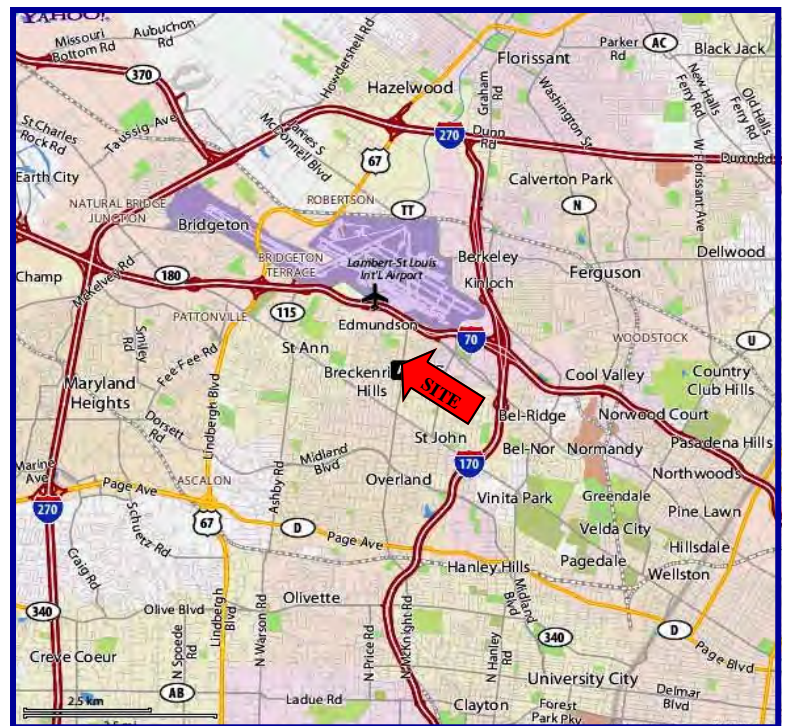 YAHOO!
Missouri
Bottom Rd
Aubuchon
Rd
370
Howdershell Rd
Hazelwood
Florissant
Parker
Rd
AC
Black Jack
Graham
Rd
Washington St
New Halls
Ferry Rd
Old Halls
Ferry Rd
St Charles
Rock Rd
Taussig Ave
James S
McDonnell Blvd
270
Dunn
Rd
67
W Florissant Ave
Dunn Rd
Earth City
Calverton Park
NATURAL BRIDGE
JUNCTION
ROBERTSON
TT
N
Bridgeton
BRIDGETON
TERRACE
Lambert-St Louis
Int'L Airport
Berkeley
Kinloch
Ferguson
Dellwood
Champ
McKelvey Rd
180
115
PATTONVILLE
Edmundson
70
WOODSTOCK
U
Smiley
Rd
Fee Fee Rd
St Ann
Breckenri
Hills
SITE
Cool Valley
Country
Club Hills
Maryland
Heights
Lindbergh Blvd
Dorsett
Rd
Bel-Ridge
Norwood Court
St John
Bel-Nor
Normandy
Pasadena Hills
Midland
Blvd
170
Northwoods
Marine
Ave
Page Ave
ASCALON
Ashby Rd
Overland
Vinita Park
Greendale
Pine Lawn
270
67
D
Page Ave
Velda City
Hillsdale
Schuetz Rd
Craig Rd
Hanley Hills
Pagedale
Wellston
340
Olive Blvd
Lindbergh
Blvd
N Warson Rd
Olivette
N Price Rd
N McKnight Rd
Midland
Blvd
340
D
Creve Coeur
N Spoede
Rd
N Hanley
Rd
Page Blvd
University City
AB
2.5 km
Ladue Rd
Clayton
Forest
Park Pky
Delmar
Blvd